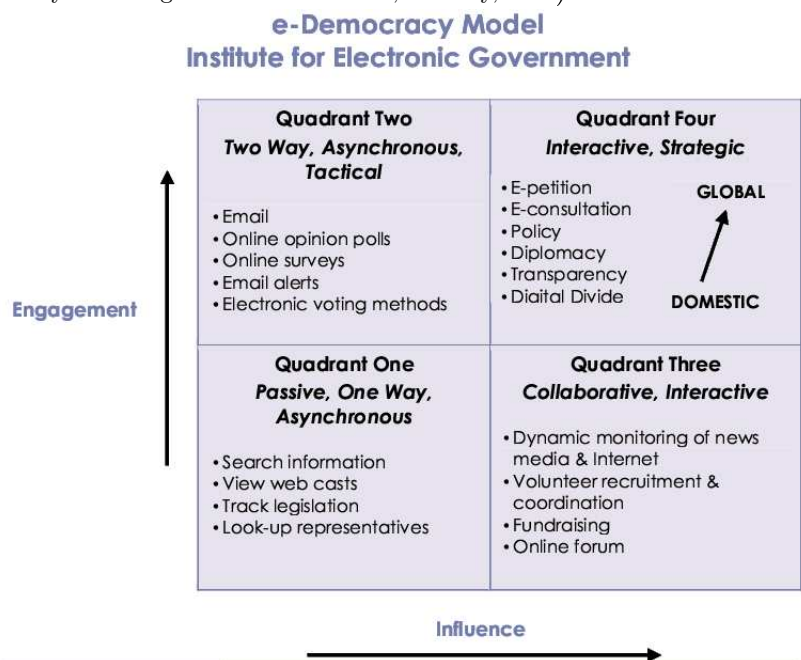 e-Democracy Model
Institute for Electronic Government
Quadrant Two
Two Way, Asynchronous,
Tactical
• Email
• Online opinion polls
• Online surveys
• Email alerts
• Electronic voting methods
Quadrant Four
Interactive, Strategic
• E-petition
• E-consultation
• Policy
• Diplomacy
• Transparency
• Diaital Divide
GLOBAL
DOMESTIC
Engagement
Quadrant One
Passive, One Way,
Asynchronous
• Search information
• View web casts
• Track legislation
• Look-up representatives
Quadrant Three
Collaborative, Interactive
• Dynamic monitoring of news
media & Internet
• Volunteer recruitment &
coordination
• Fundraising
• Online forum
Influence